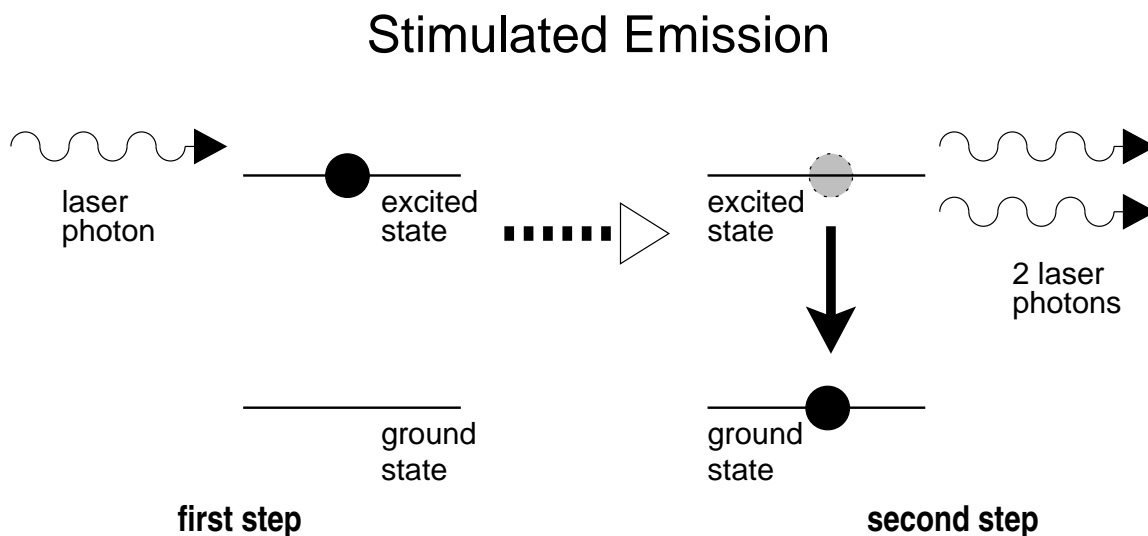 Stimulated Emission
laser
photon
excited
state
excited
state
2 laser
photons
ground
state
ground
state
first step
second step